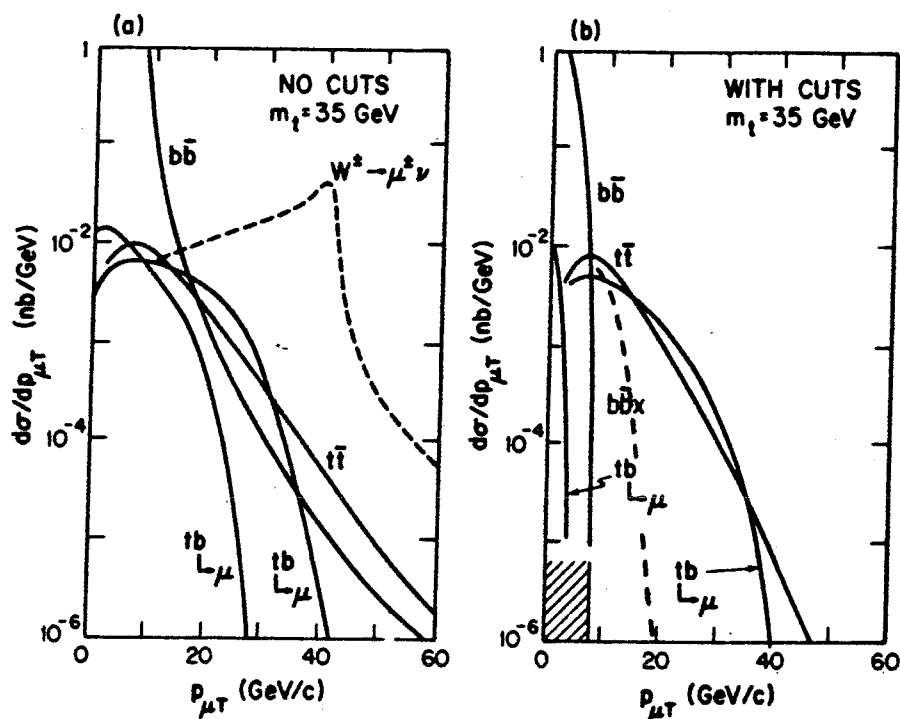 (a)
NO CUTS
mₜ=35 GeV
bb̄
W±→μ±ν
tt̄
tb
↳μ
tb
↳μ
1
10⁻²
10⁻⁴
10⁻⁶
0
20
40
60
dσ/dp_μT (nb/GeV)
p_μT (GeV/c)
(b)
WITH CUTS
mₜ=35 GeV
bb̄
tt̄
bb̄x
tb
↳μ
tb
↳μ
1
10⁻²
10⁻⁴
10⁻⁶
0
20
40
60
dσ/dp_μT (nb/GeV)
p_μT (GeV/c)